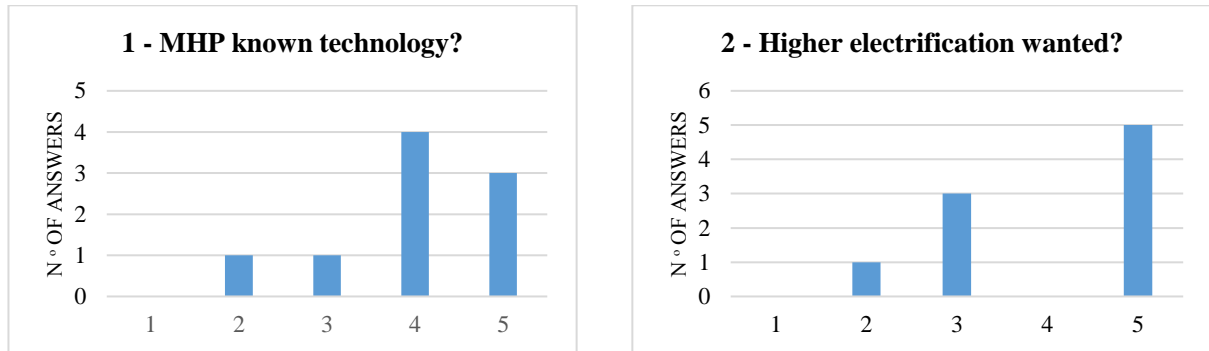 1 - MHP known technology?
5
4
3
2
1
0
N º OF ANSWERS
1 2 3 4 5
2 - Higher electrification wanted?
6
5
4
3
2
1
0
N º OF ANSWERS
1 2 3 4 5